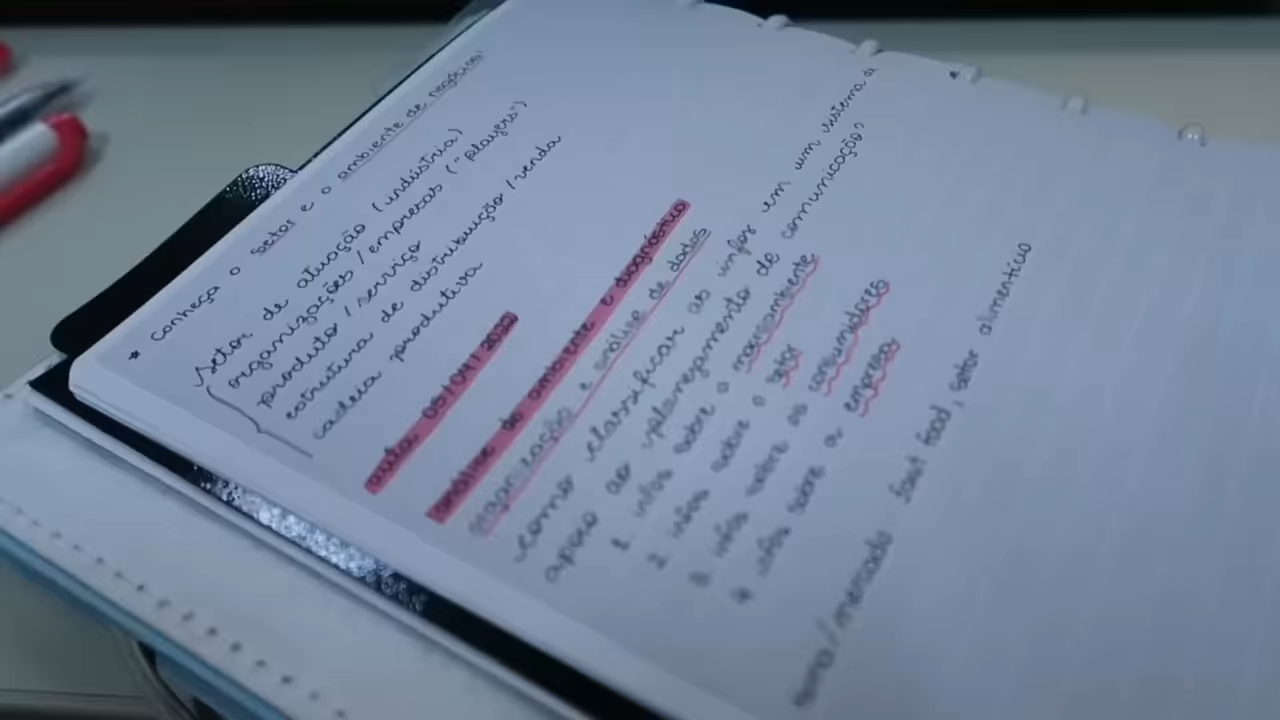 * conheça o setor e o ambiente de negócios
setor de atuação (indústria)
organizações / empresas ("players")
produto / serviço
estrutura de distribuição / venda
cadeia produtiva
aula 05/04/2022
análise do ambiente e diagnóstico
organização e análise de dados
como classificar as infos em um sistema de
apoio ao planejamento de comunicação?
1. infos sobre o macroambiente
2. infos sobre o setor
3. infos sobre os consumidores
4. infos sobre a empresa
tema/mercado fast food, setor alimentício